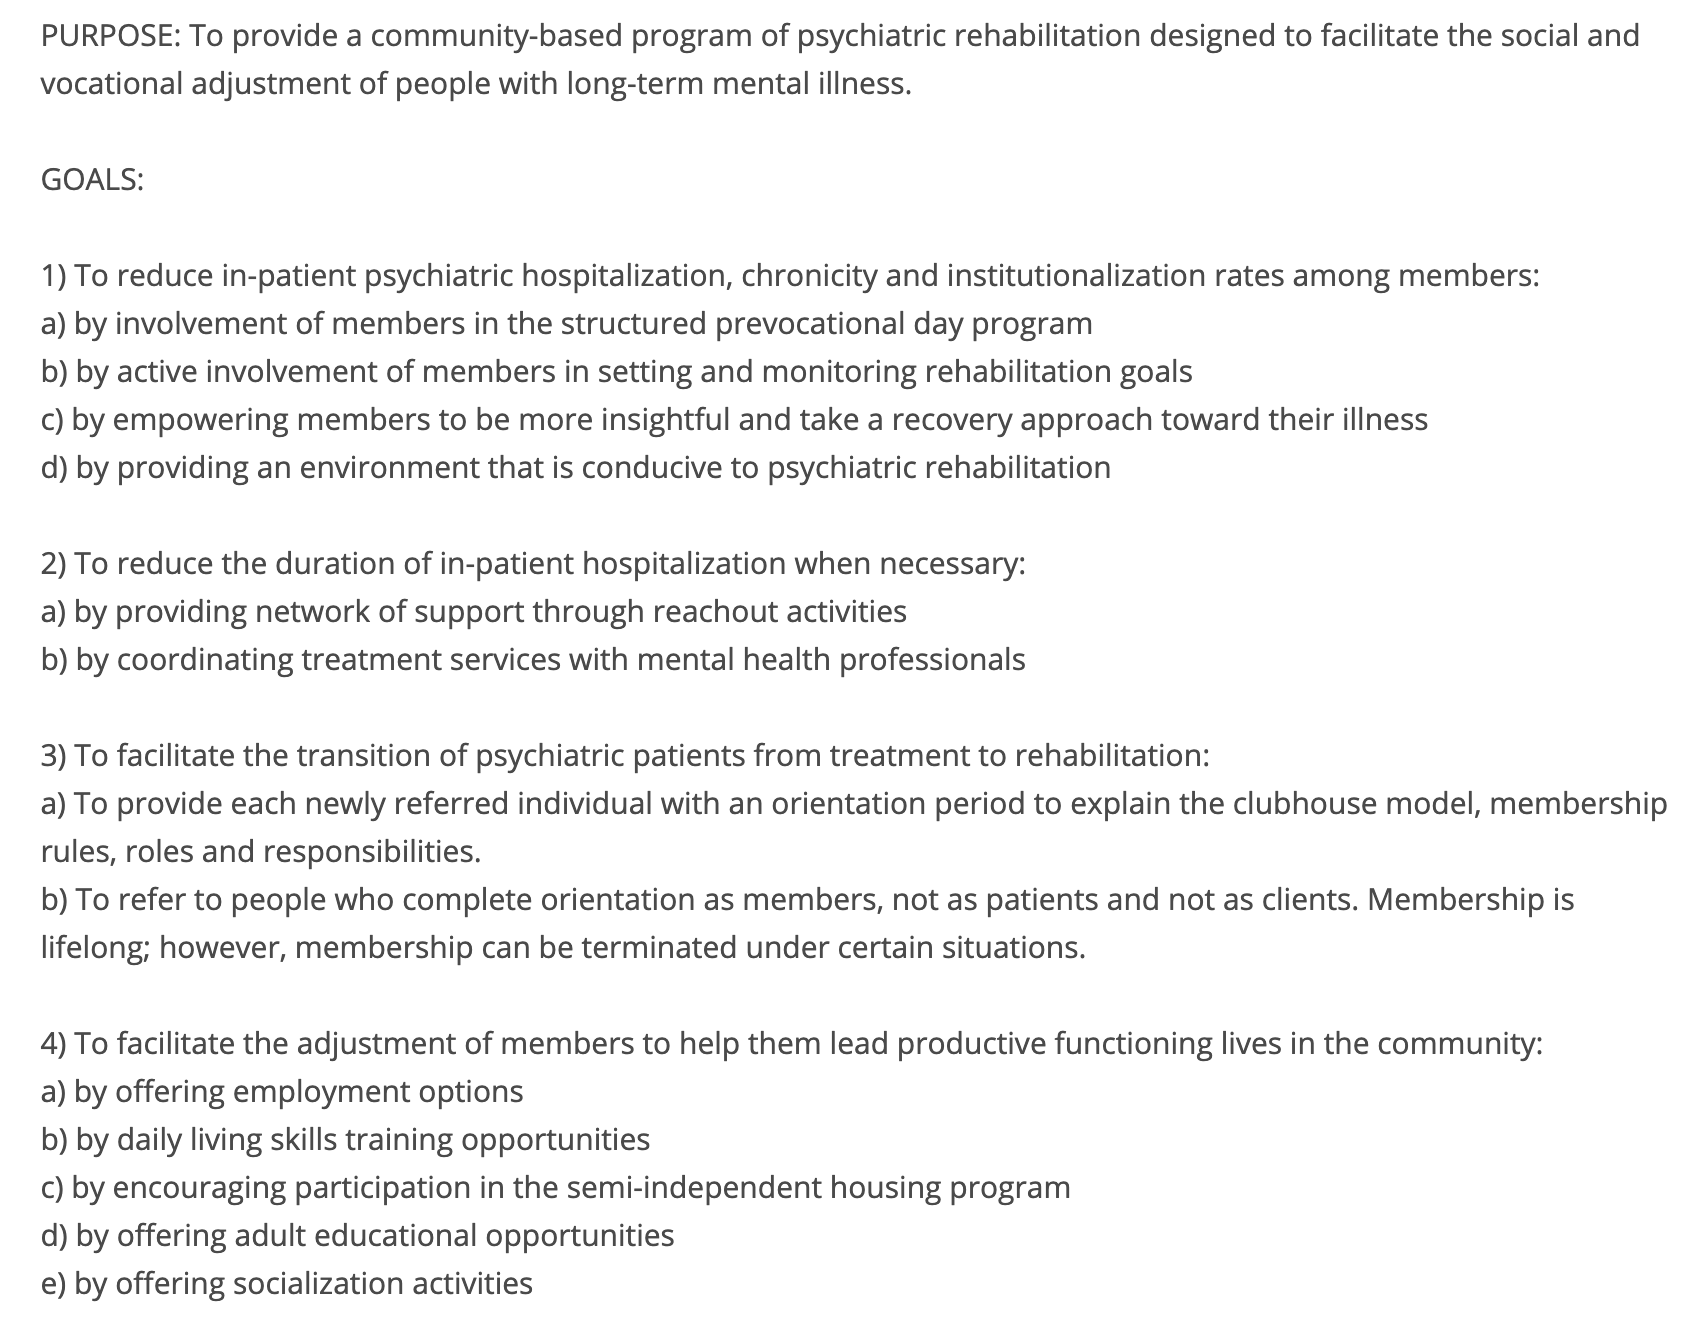 PURPOSE: To provide a community-based program of psychiatric rehabilitation designed to facilitate the social and
vocational adjustment of people with long-term mental illness.
GOALS:
1) To reduce in-patient psychiatric hospitalization, chronicity and institutionalization rates among members:
a) by involvement of members in the structured prevocational day program
b) by active involvement of members in setting and monitoring rehabilitation goals
c) by empowering members to be more insightful and take a recovery approach toward their illness
d) by providing an environment that is conducive to psychiatric rehabilitation
2) To reduce the duration of in-patient hospitalization when necessary:
a) by providing network of support through reachout activities
b) by coordinating treatment services with mental health professionals
3) To facilitate the transition of psychiatric patients from treatment to rehabilitation:
a) To provide each newly referred individual with an orientation period to explain the clubhouse model, membership
rules, roles and responsibilities.
b) To refer to people who complete orientation as members, not as patients and not as clients. Membership is
lifelong; however, membership can be terminated under certain situations.
4) To facilitate the adjustment of members to help them lead productive functioning lives in the community:
a) by offering employment options
b) by daily living skills training opportunities
c) by encouraging participation in the semi-independent housing program
d) by offering adult educational opportunities
e) by offering socialization activities